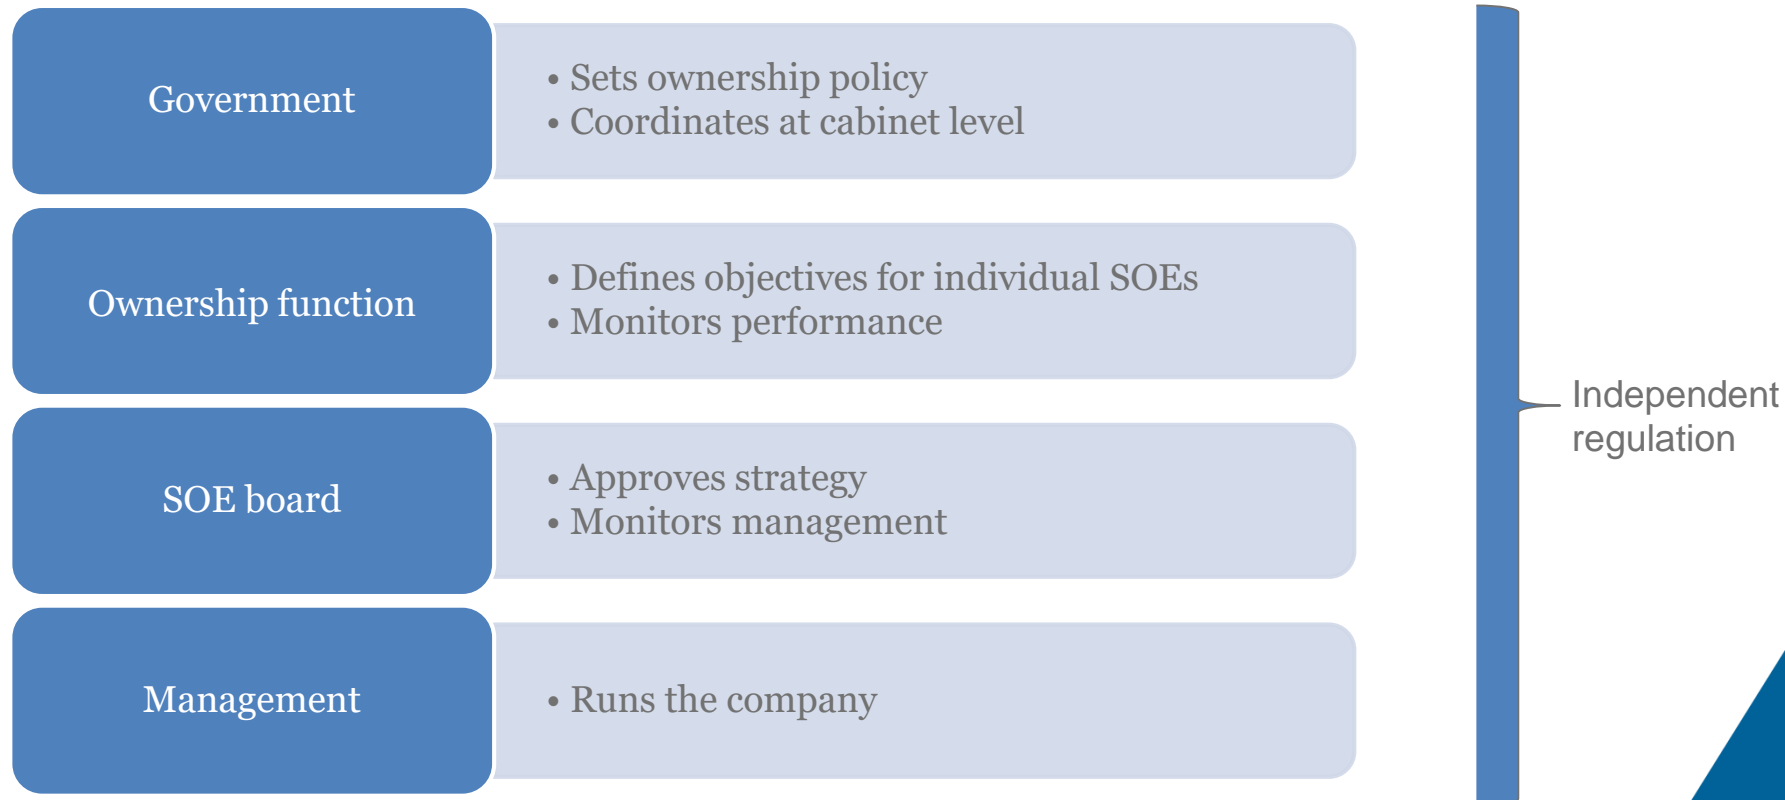 Government
• Sets ownership policy
• Coordinates at cabinet level
Ownership function
• Defines objectives for individual SOEs
• Monitors performance
SOE board
• Approves strategy
• Monitors management
Management
• Runs the company
Independent
regulation